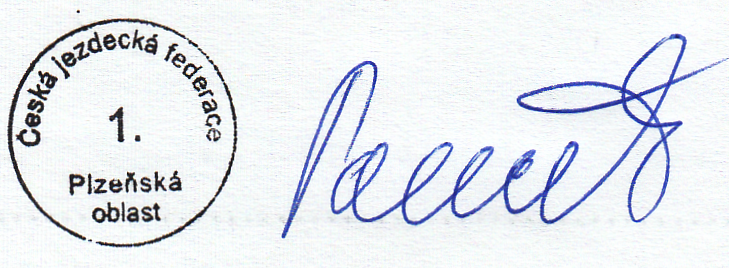 Česká jezdecká federace
1.
Plzeňská
oblast